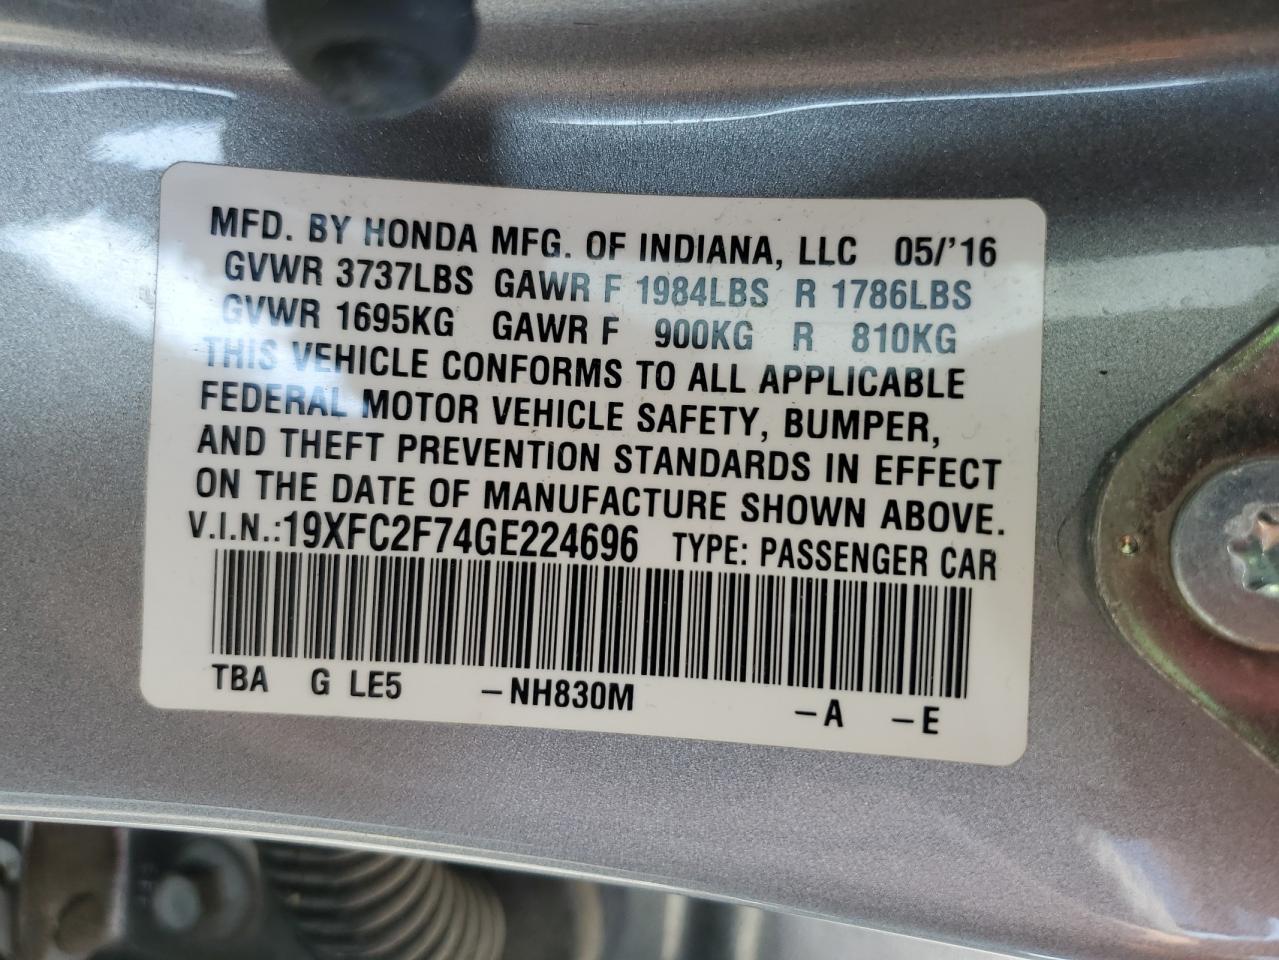 MFD. BY HONDA MFG. OF INDIANA, LLC 05/'16
GVWR 3737LBS GAWR F 1984LBS R 1786LBS
GVWR 1695KG GAWR F 900KG R 810KG
THIS VEHICLE CONFORMS TO ALL APPLICABLE
FEDERAL MOTOR VEHICLE SAFETY, BUMPER,
AND THEFT PREVENTION STANDARDS IN EFFECT
ON THE DATE OF MANUFACTURE SHOWN ABOVE.
V.I.N.:19XFC2F74GE224696 TYPE: PASSENGER CAR
TBA G LE5 –NH830M –A –E